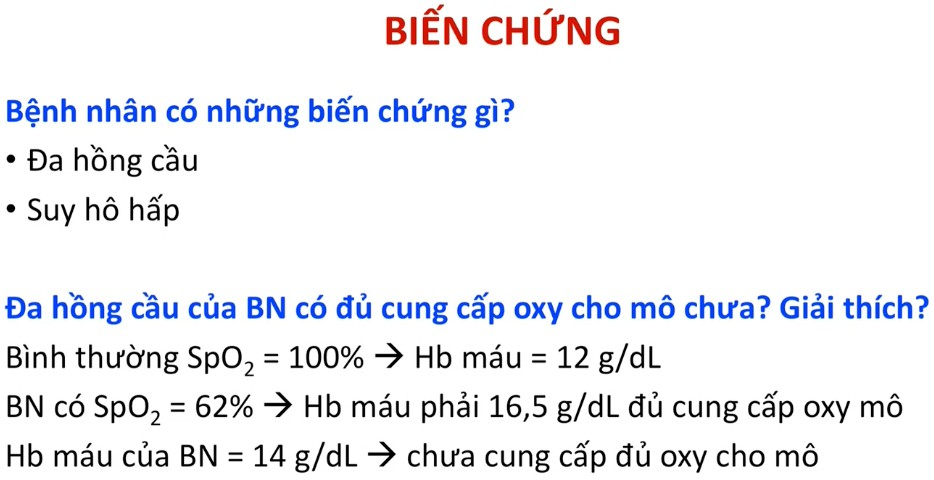 BIẾN CHỨNG
Bệnh nhân có những biến chứng gì?
• Đa hồng cầu
• Suy hô hấp
Đa hồng cầu của BN có đủ cung cấp oxy cho mô chưa? Giải thích?
Bình thường SpO₂ = 100% → Hb máu = 12 g/dL
BN có SpO₂ = 62% → Hb máu phải 16,5 g/dL đủ cung cấp oxy mô
Hb máu của BN = 14 g/dL → chưa cung cấp đủ oxy cho mô